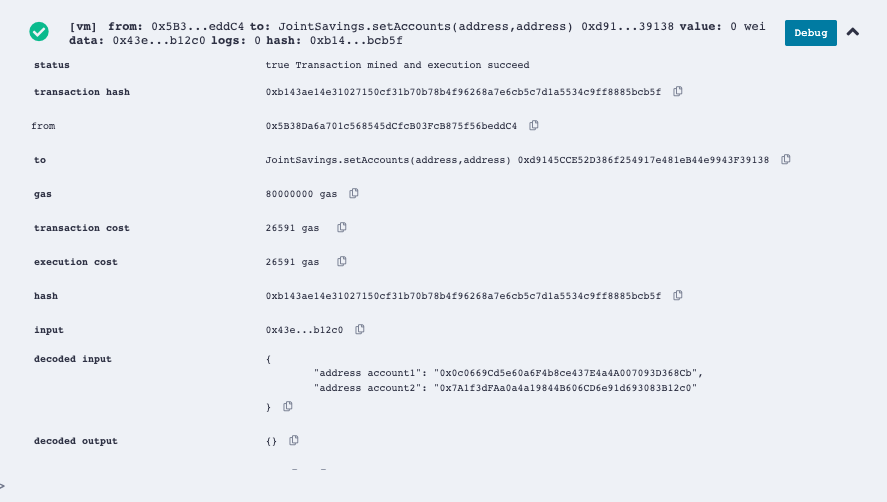 [vm] from: 0x5B3...eddC4 to: JointSavings.setAccounts(address,address) 0xd91...39138 value: 0 wei
data: 0x43e...b12c0 logs: 0 hash: 0xb14...bcb5f
Debug
status true Transaction mined and execution succeed
transaction hash 0xb143ae14e31027150cf31b70b78b4f96268a7e6cb5c7d1a5534c9ff8885bcb5f
from 0x5B38Da6a701c568545dCfcB03FcB875f56beddC4
to JointSavings.setAccounts(address,address) 0xd9145CCE52D386f254917e481eB44e9943F39138
gas 80000000 gas
transaction cost 26591 gas
execution cost 26591 gas
hash 0xb143ae14e31027150cf31b70b78b4f96268a7e6cb5c7d1a5534c9ff8885bcb5f
input 0x43e...b12c0
decoded input {
"address account1": "0x0c0669Cd5e60a6F4b8ce437E4a4A007093D368Cb",
"address account2": "0x7A1f3dFAa0a4a19844B606CD6e91d693083B12c0"
}
decoded output {}
>